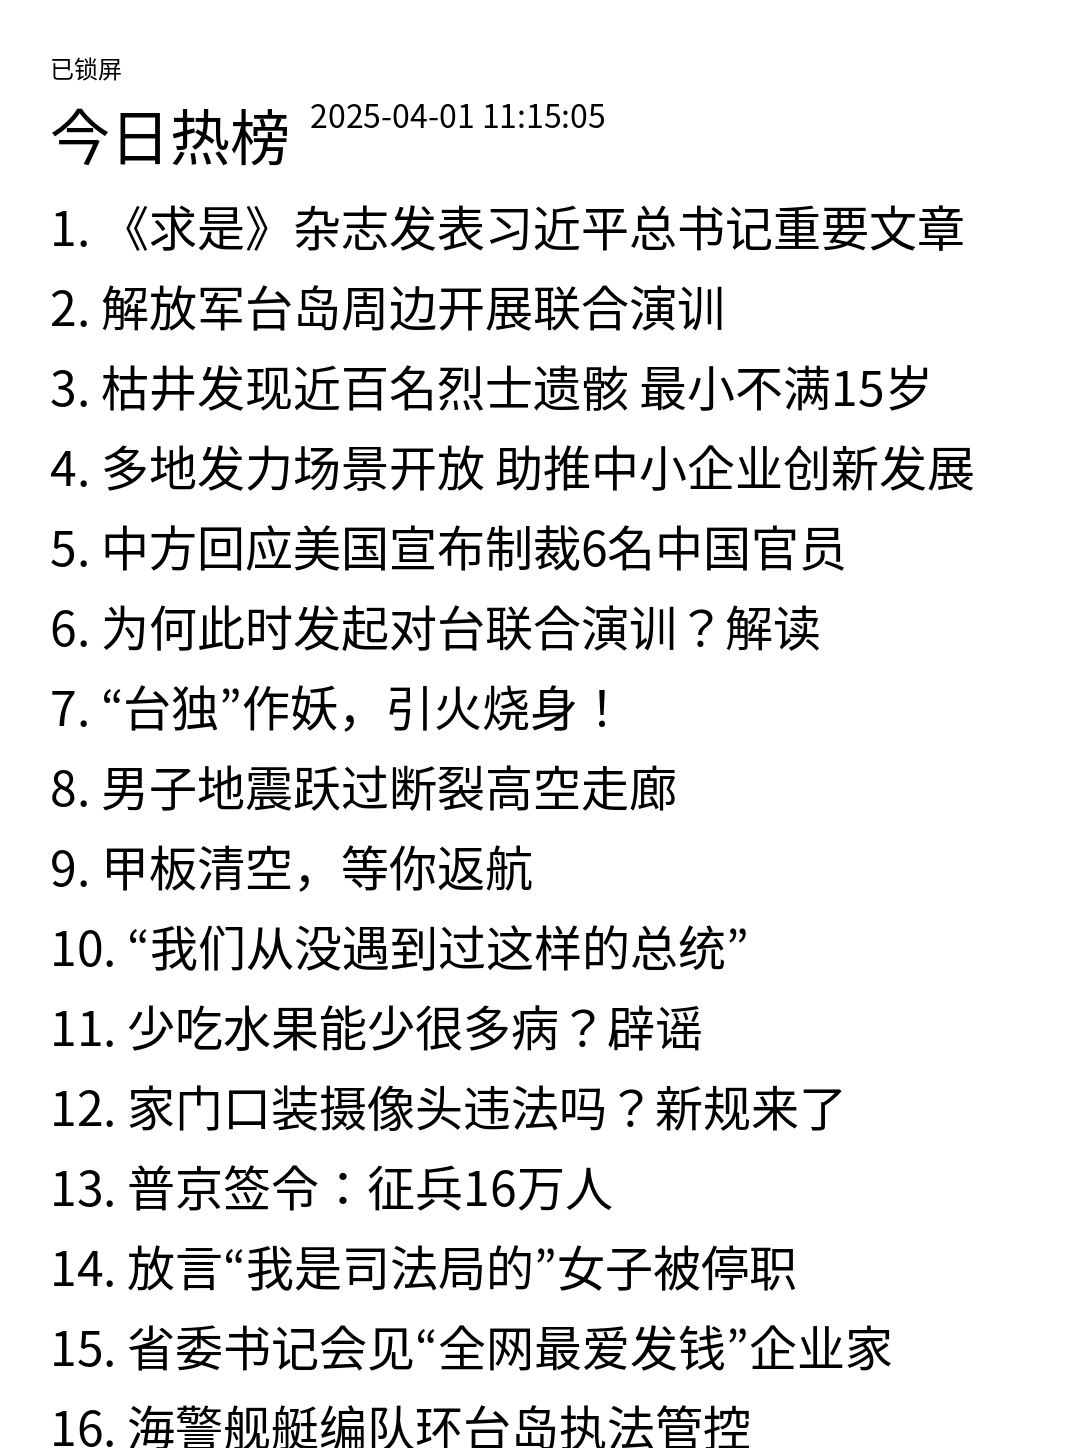 已锁屏
今日热榜 2025-04-01 11:15:05
1. 《求是》杂志发表习近平总书记重要文章
2. 解放军台岛周边开展联合演训
3. 枯井发现近百名烈士遗骸 最小不满15岁
4. 多地发力场景开放 助推中小企业创新发展
5. 中方回应美国宣布制裁6名中国官员
6. 为何此时发起对台联合演训？解读
7. “台独”作妖，引火烧身！
8. 男子地震跃过断裂高空走廊
9. 甲板清空，等你返航
10. “我们从没遇到过这样的总统”
11. 少吃水果能少很多病？辟谣
12. 家门口装摄像头违法吗？新规来了
13. 普京签令：征兵16万人
14. 放言“我是司法局的”女子被停职
15. 省委书记会见“全网最爱发钱”企业家
16. 海警舰艇编队环台岛执法管控